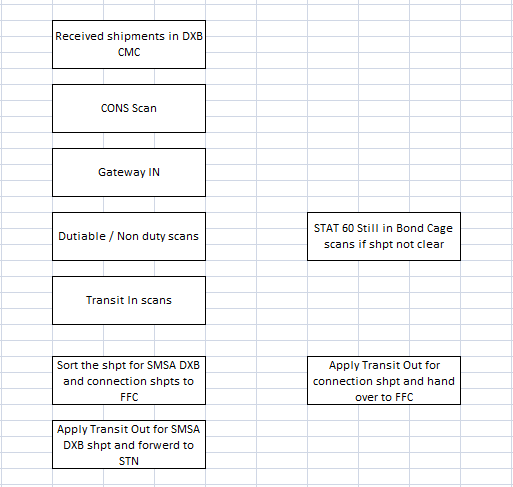 Received shipments in DXB
CMC
CONS Scan
Gateway IN
Dutiable / Non duty scans
STAT 60 Still in Bond Cage
scans if shpt not clear
Transit In scans
Sort the shpt for SMSA DXB
and connection shpts to
FFC
Apply Transit Out for
connection shpt and hand
over to FFC
Apply Transit Out for SMSA
DXB shpt and forwerd to
STN